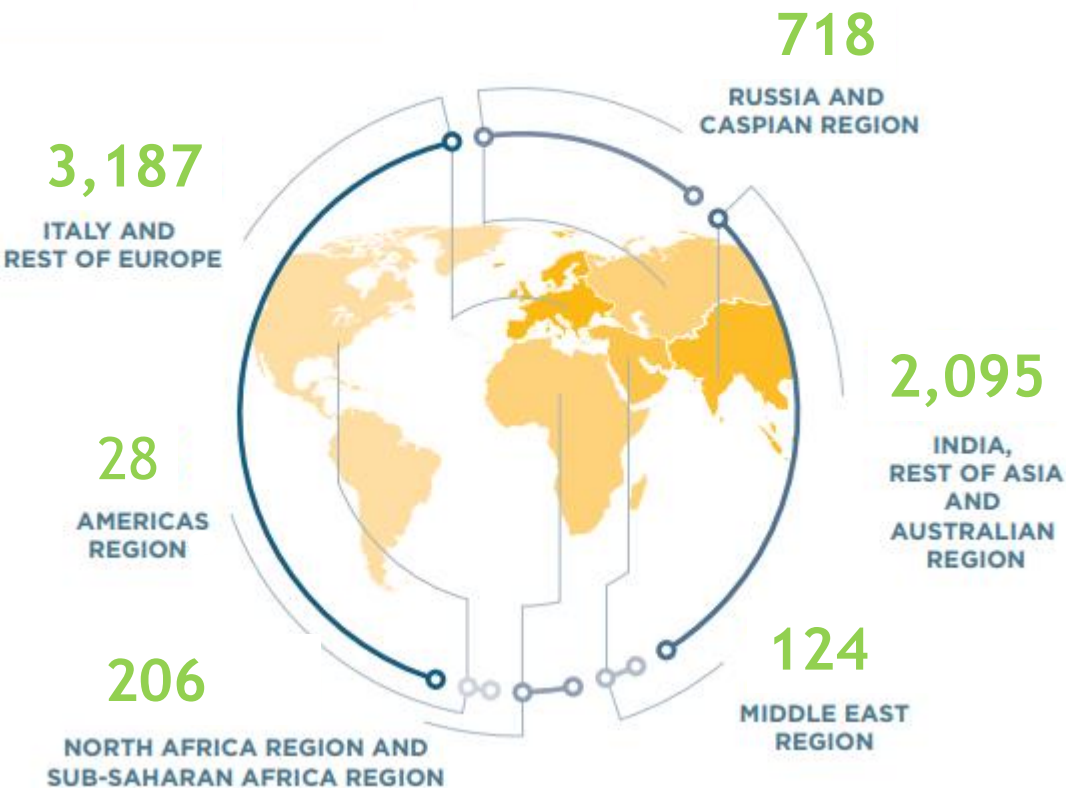 718
RUSSIA AND
CASPIAN REGION
3,187
ITALY AND
REST OF EUROPE
2,095
INDIA,
REST OF ASIA
AND
AUSTRALIAN
REGION
28
AMERICAS
REGION
124
MIDDLE EAST
REGION
206
NORTH AFRICA REGION AND
SUB-SAHARAN AFRICA REGION